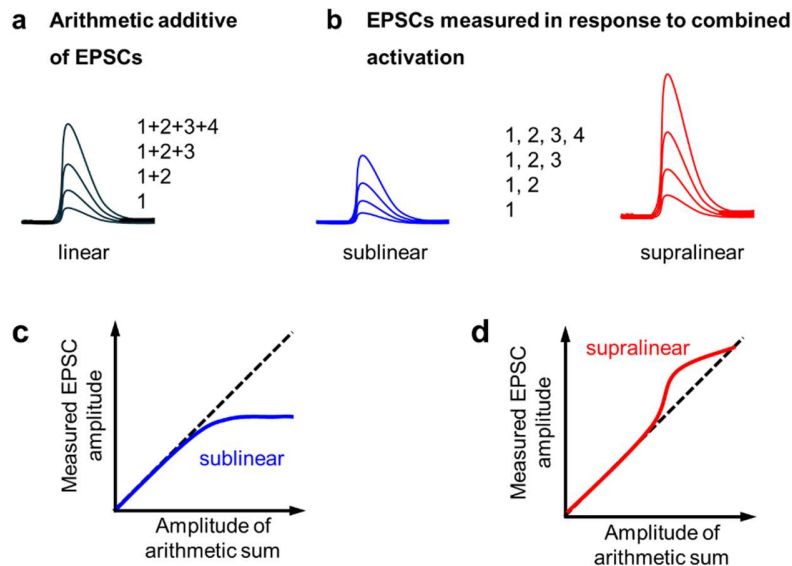 a Arithmetic additive
of EPSCs
b EPSCs measured in response to combined
activation
1+2+3+4
1+2+3
1+2
1
linear
sublinear
1, 2, 3, 4
1, 2, 3
1, 2
1
supralinear
c
Measured EPSC
amplitude
sublinear
Amplitude of
arithmetic sum
d
Measured EPSC
amplitude
supralinear
Amplitude of
arithmetic sum